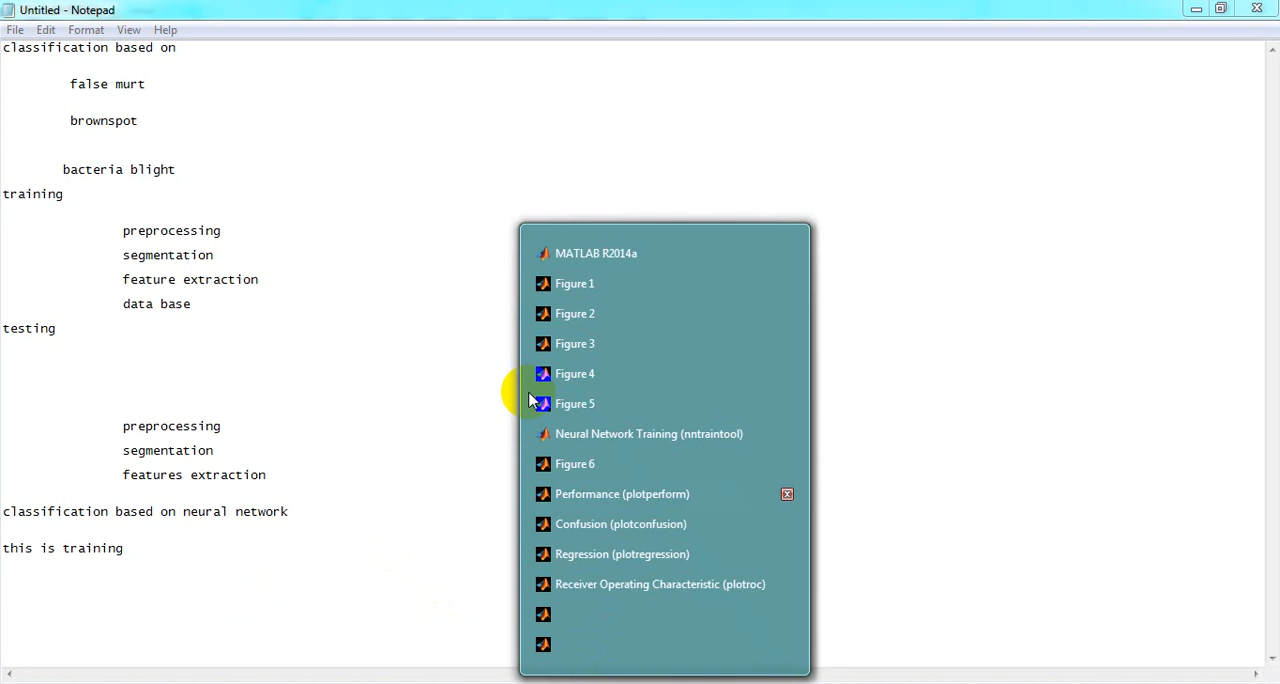 Untitled - Notepad
File Edit Format View Help
classification based on
false murt
brownspot
bacteria blight
training
preprocessing
segmentation
feature extraction
data base
testing
preprocessing
segmentation
features extraction
classification based on neural network
this is training
MATLAB R2014a
Figure 1
Figure 2
Figure 3
Figure 4
Figure 5
Neural Network Training (nntraintool)
Figure 6
Performance (plotperform)
Confusion (plotconfusion)
Regression (plotregression)
Receiver Operating Characteristic (plotroc)